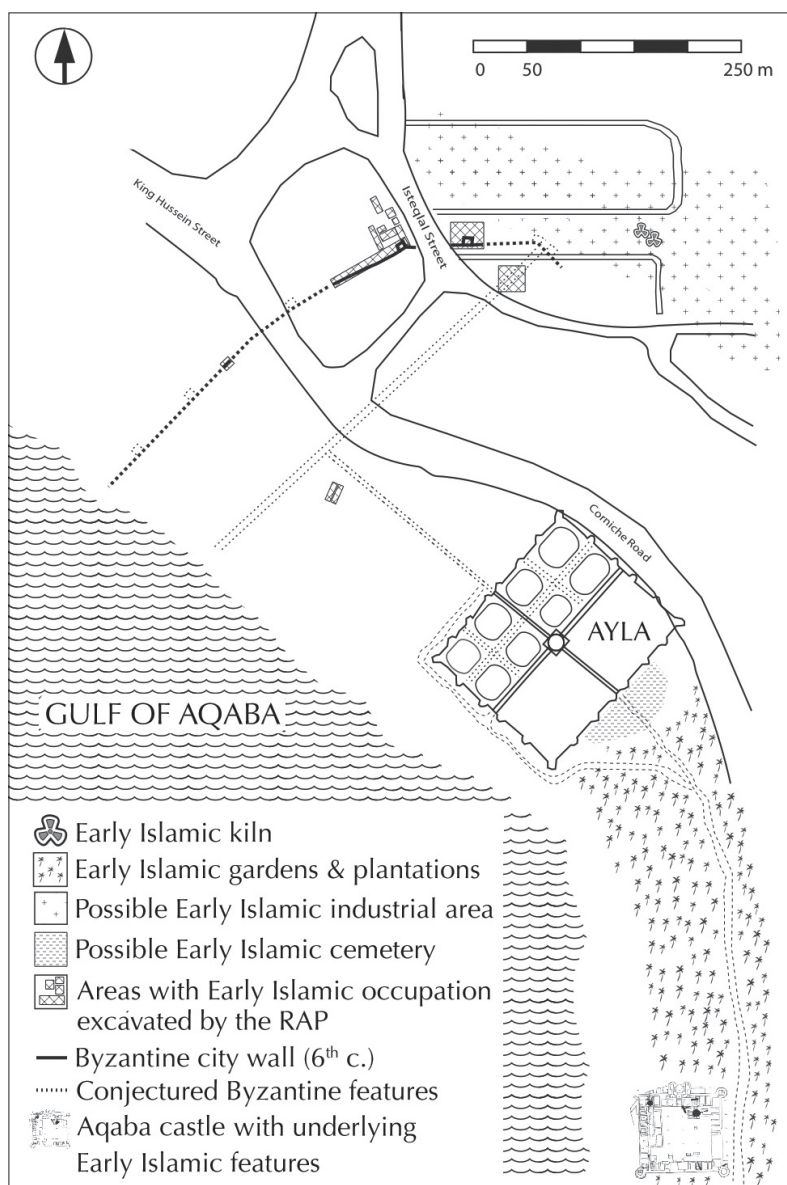 0 50 250 m
King Hussein Street
Isteqlal Street
Corniche Road
AYLA
GULF OF AQABA
Early Islamic kiln
Early Islamic gardens & plantations
Possible Early Islamic industrial area
Possible Early Islamic cemetery
Areas with Early Islamic occupation
excavated by the RAP
Byzantine city wall (6th c.)
Conjectured Byzantine features
Aqaba castle with underlying
Early Islamic features